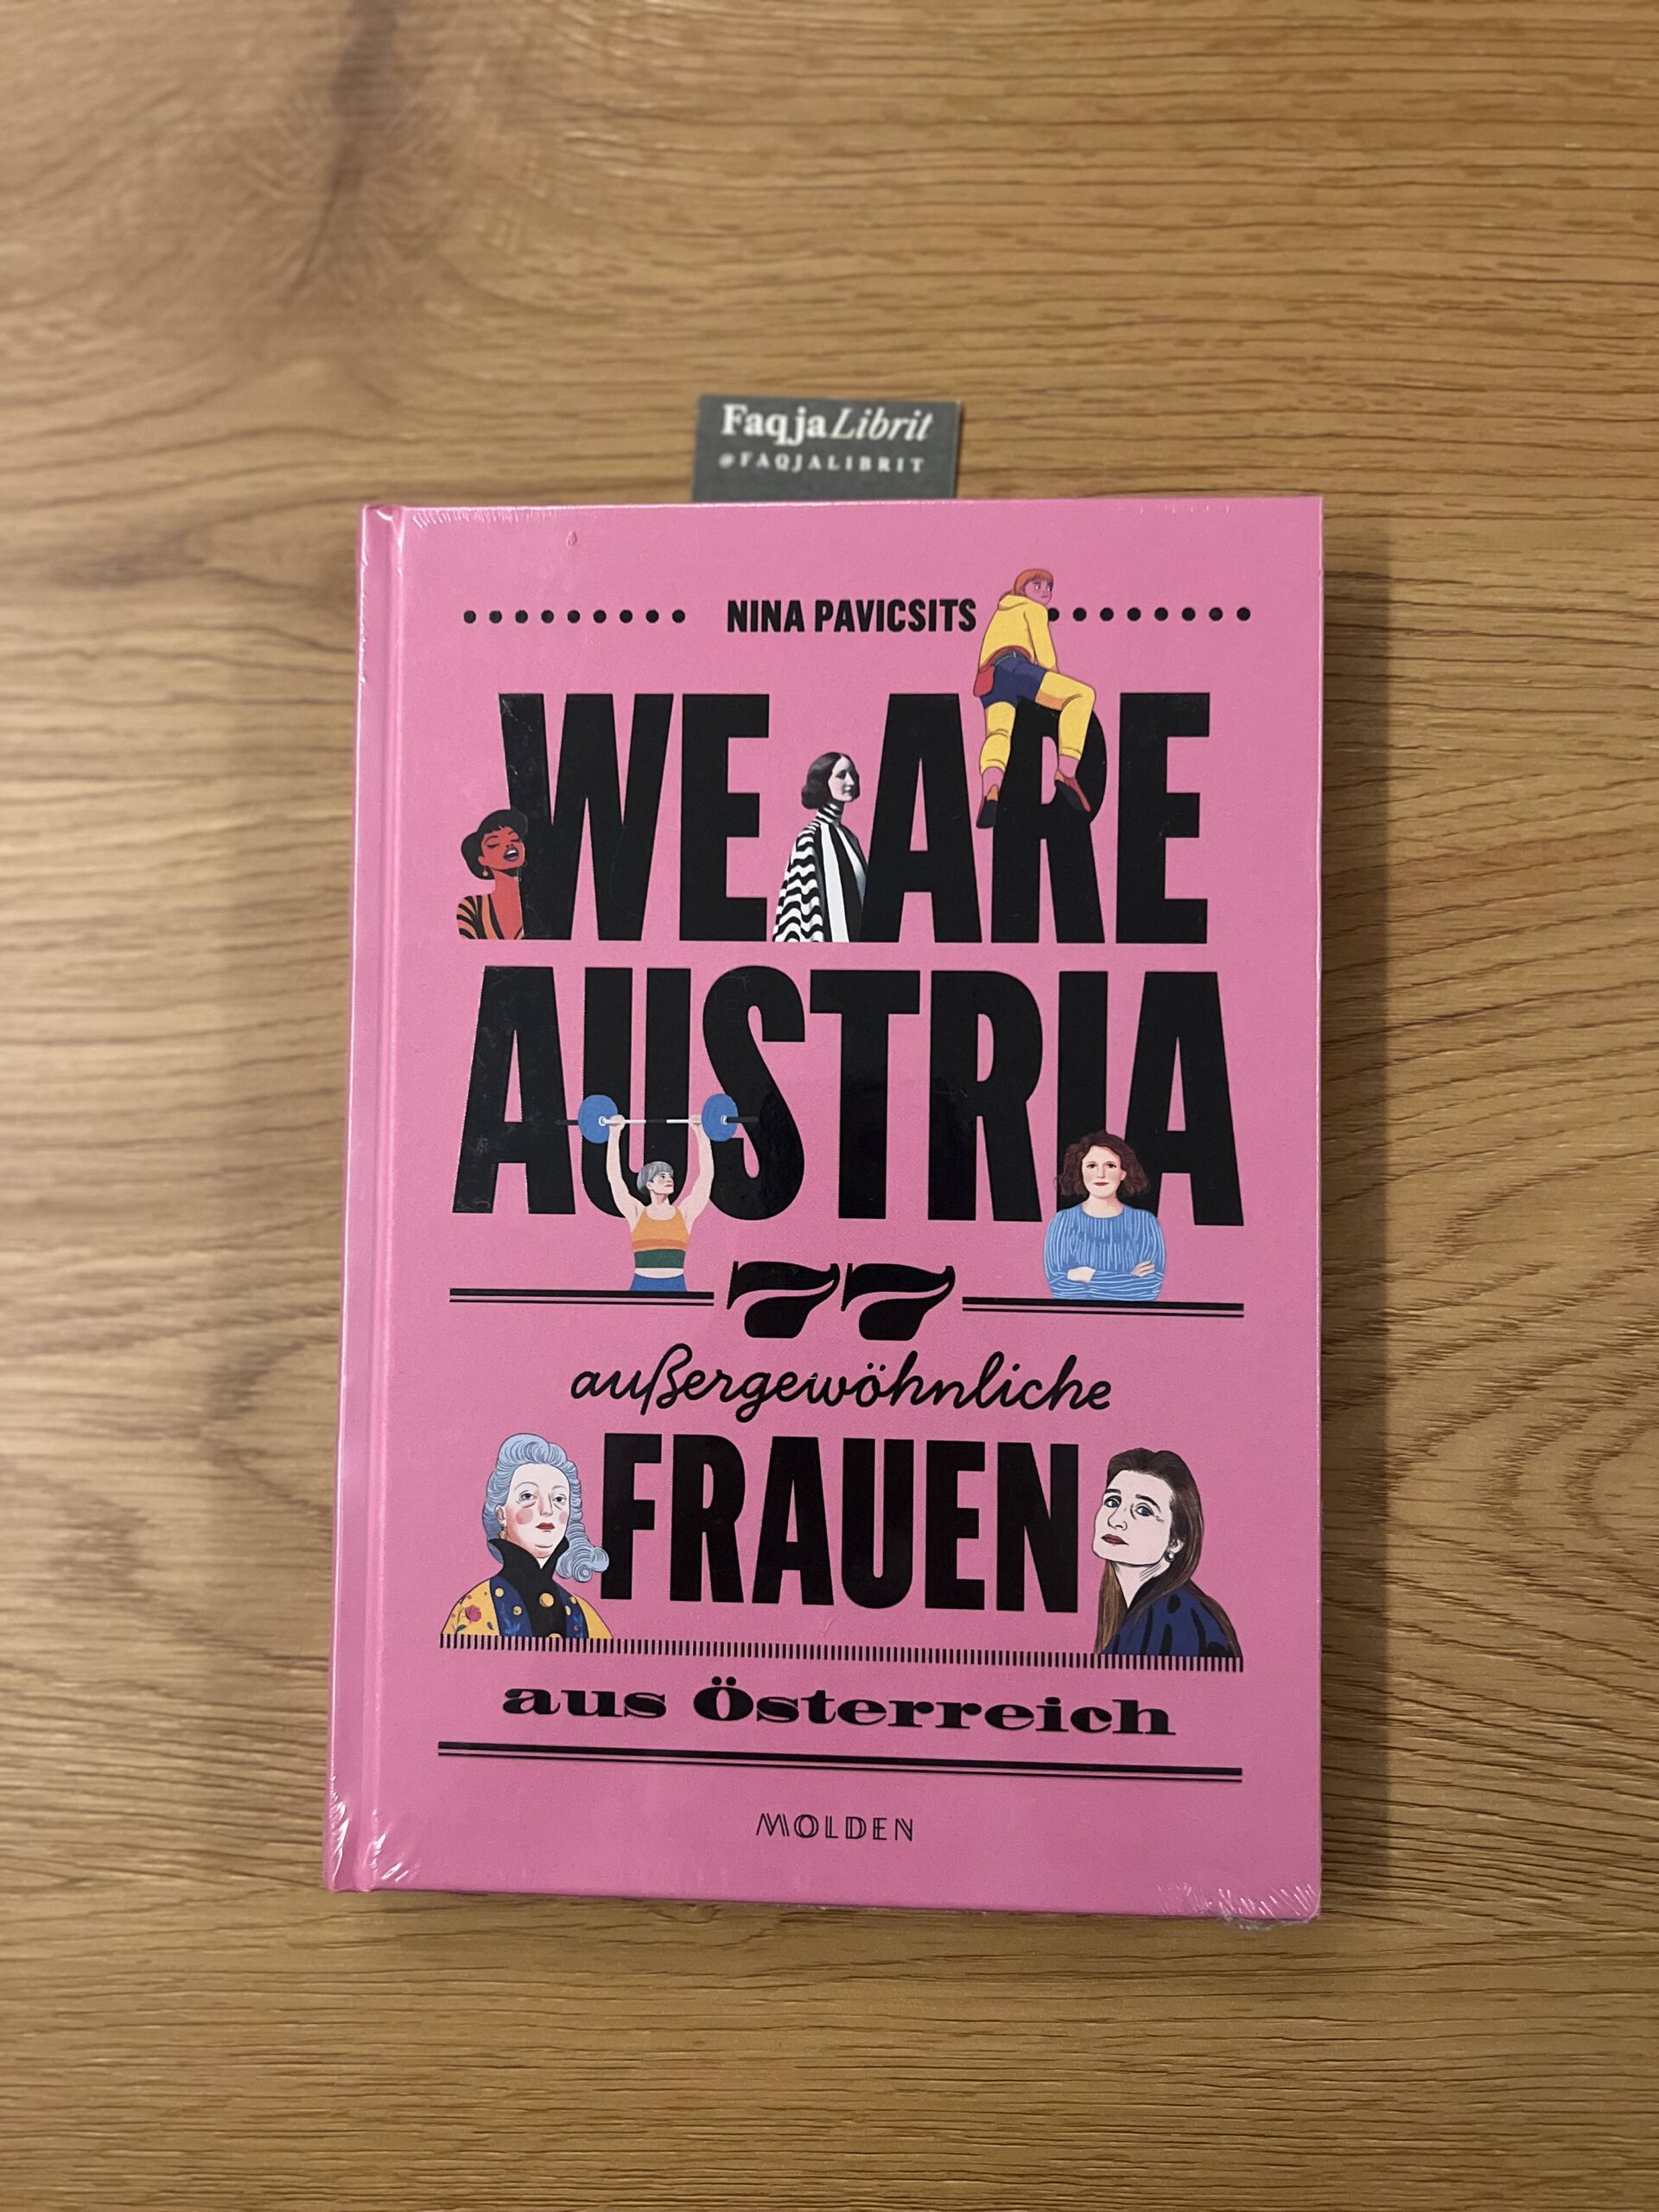 FaqjaLibrit
@FAQJALIBRIT
NINA PAVICSITS
WE ARE
AUSTRIA
77
außergewöhnliche
FRAUEN
aus Österreich
MOLDEN